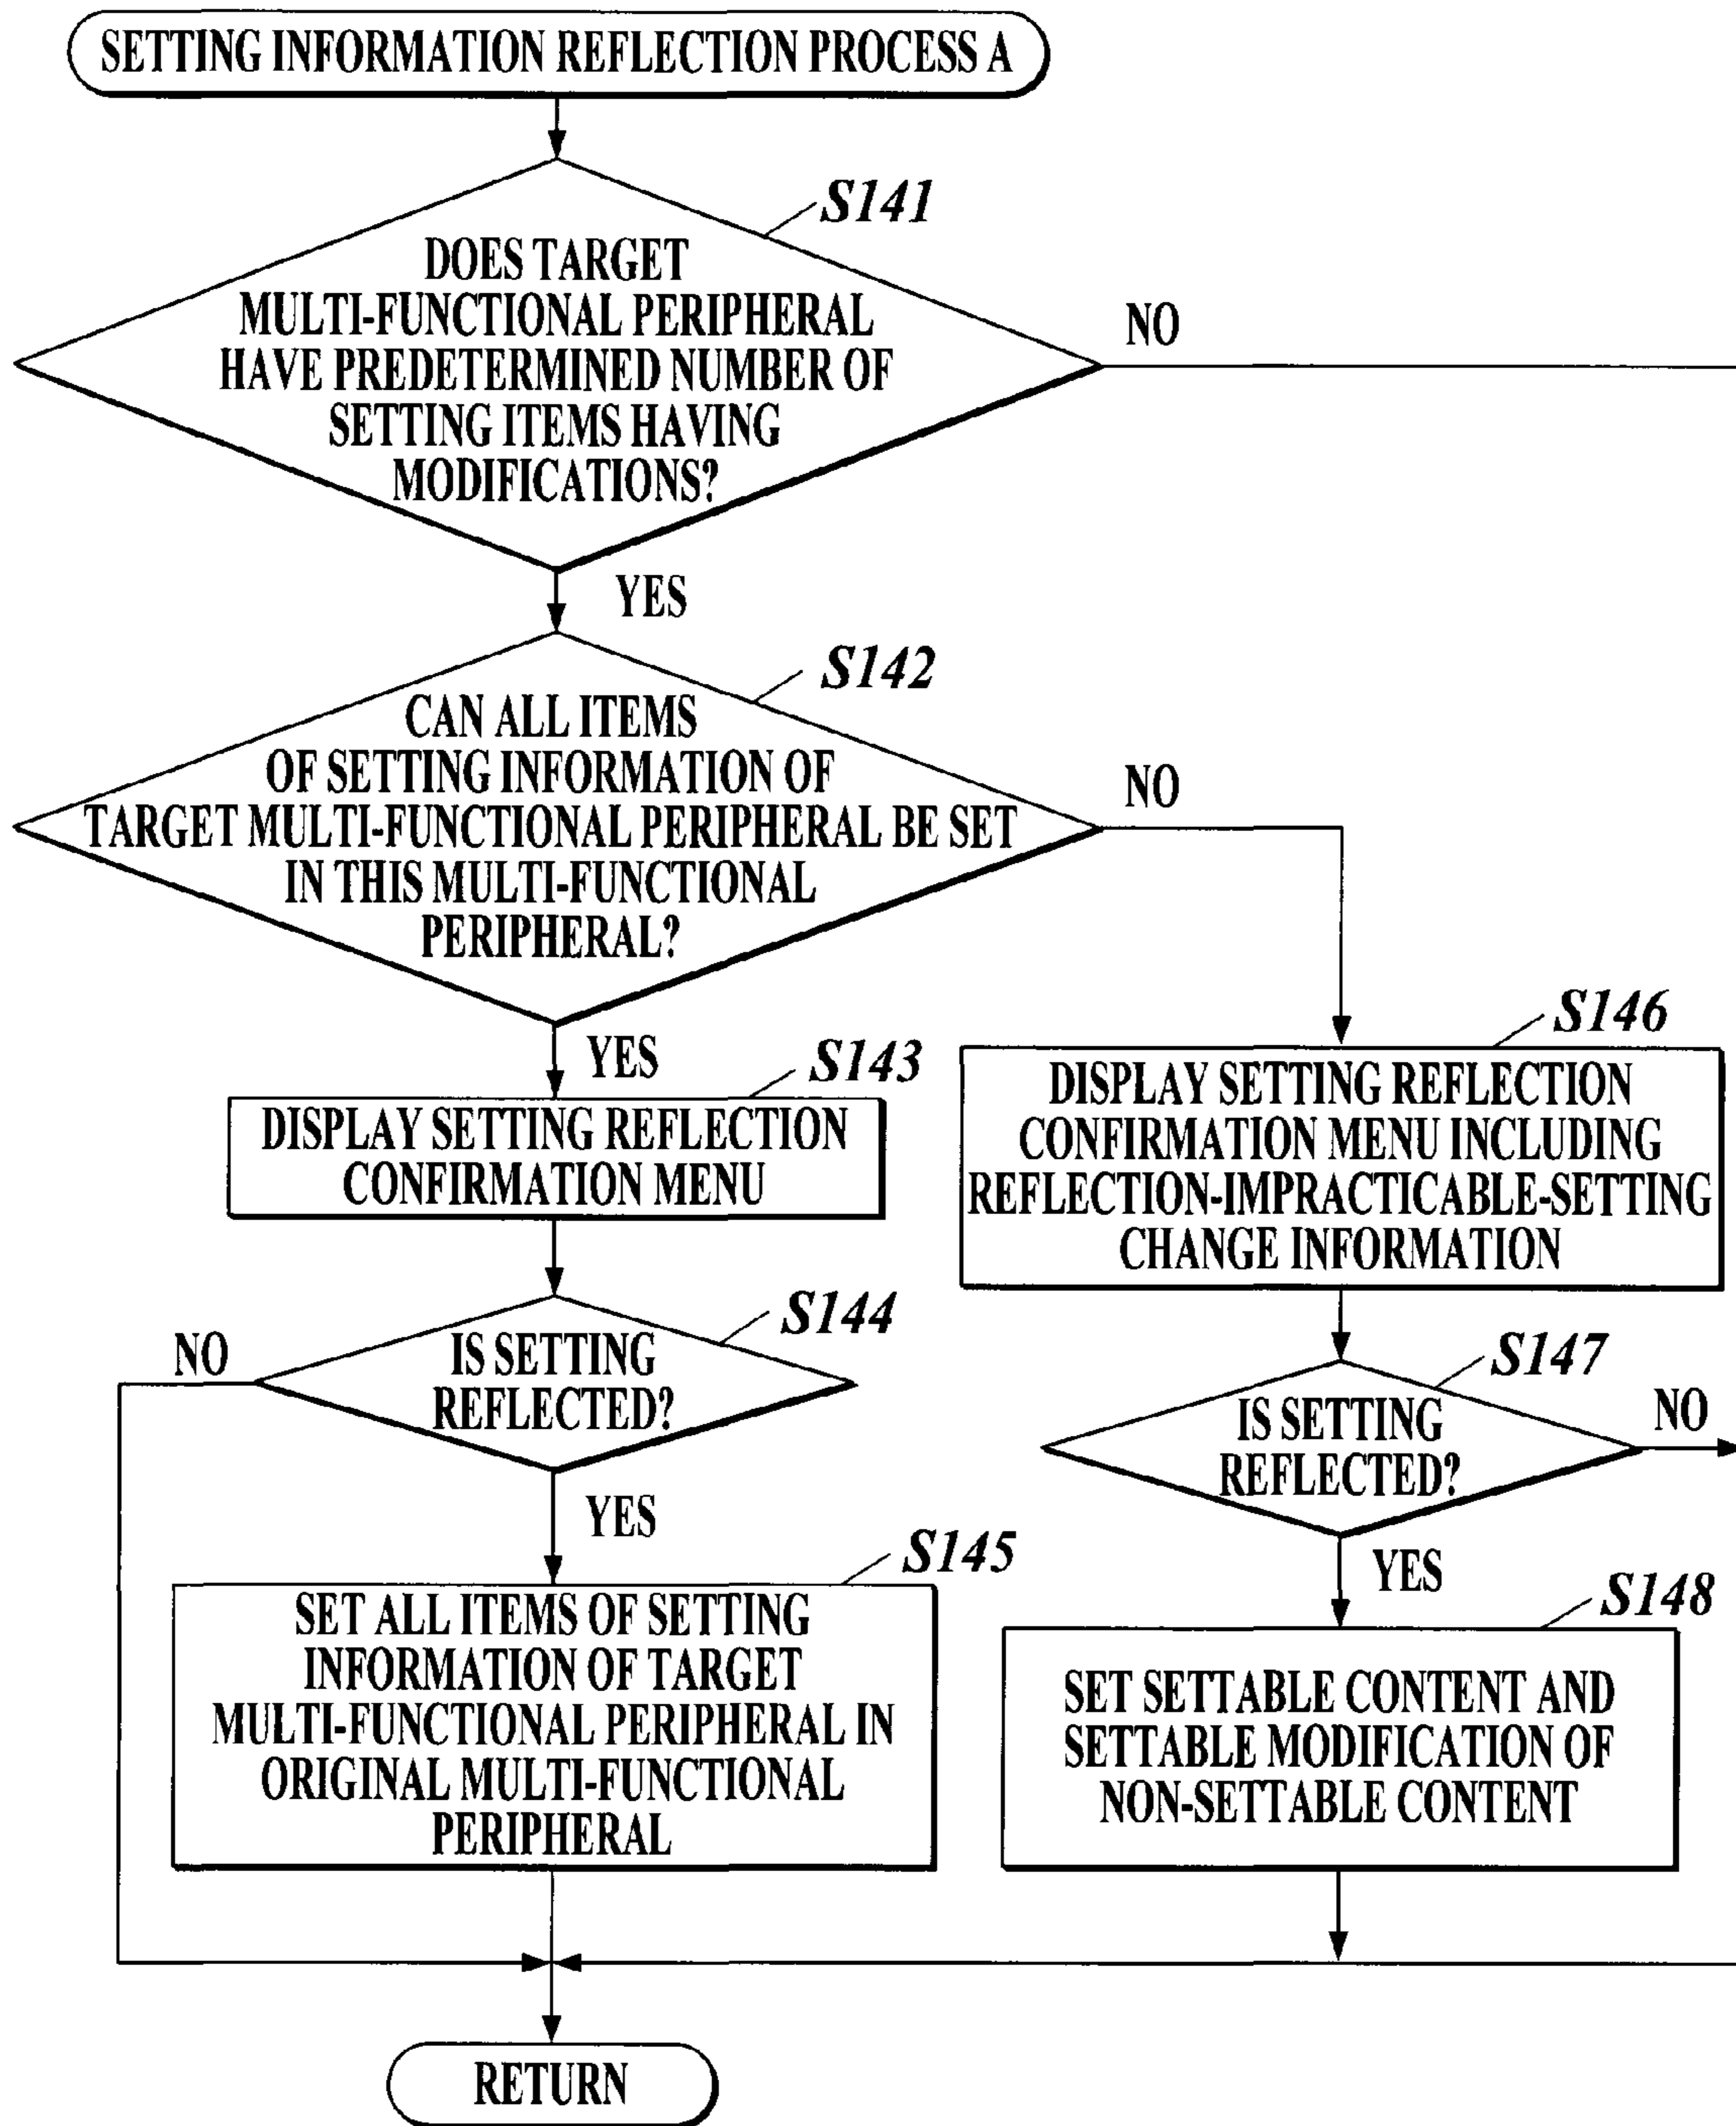 SETTING INFORMATION REFLECTION PROCESS A
S141
DOES TARGET
MULTI-FUNCTIONAL PERIPHERAL
HAVE PREDETERMINED NUMBER OF
SETTING ITEMS HAVING
MODIFICATIONS?
NO
YES
S142
CAN ALL ITEMS
OF SETTING INFORMATION OF
TARGET MULTI-FUNCTIONAL PERIPHERAL BE SET
IN THIS MULTI-FUNCTIONAL
PERIPHERAL?
NO
YES
S143
DISPLAY SETTING REFLECTION
CONFIRMATION MENU
S146
DISPLAY SETTING REFLECTION
CONFIRMATION MENU INCLUDING
REFLECTION-IMPRACTICABLE-SETTING
CHANGE INFORMATION
S144
NO
IS SETTING
REFLECTED?
YES
S147
IS SETTING
REFLECTED?
NO
YES
S145
SET ALL ITEMS OF SETTING
INFORMATION OF TARGET
MULTI-FUNCTIONAL PERIPHERAL IN
ORIGINAL MULTI-FUNCTIONAL
PERIPHERAL
S148
SET SETTABLE CONTENT AND
SETTABLE MODIFICATION OF
NON-SETTABLE CONTENT
RETURN